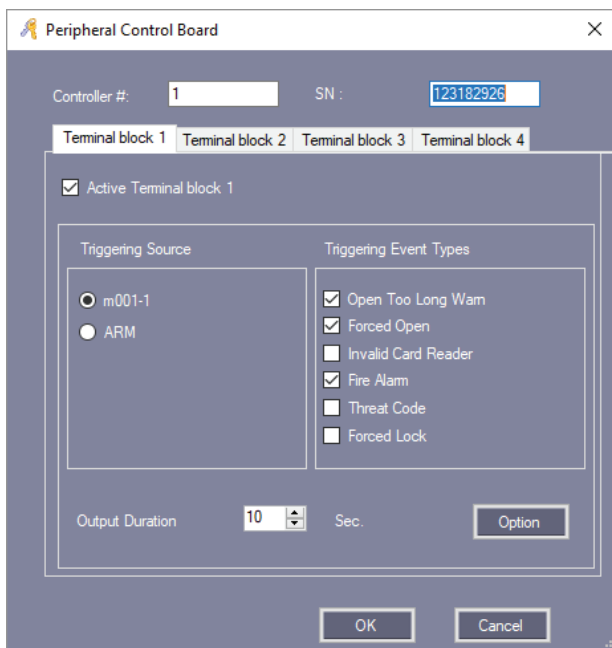 Peripheral Control Board
Controller #: 1 SN : 123182926
Terminal block 1 Terminal block 2 Terminal block 3 Terminal block 4
Active Terminal block 1
Triggering Source Triggering Event Types
m001-1 Open Too Long Warn
ARM Forced Open
Invalid Card Reader
Fire Alarm
Threat Code
Forced Lock
Output Duration 10 Sec. Option
OK Cancel